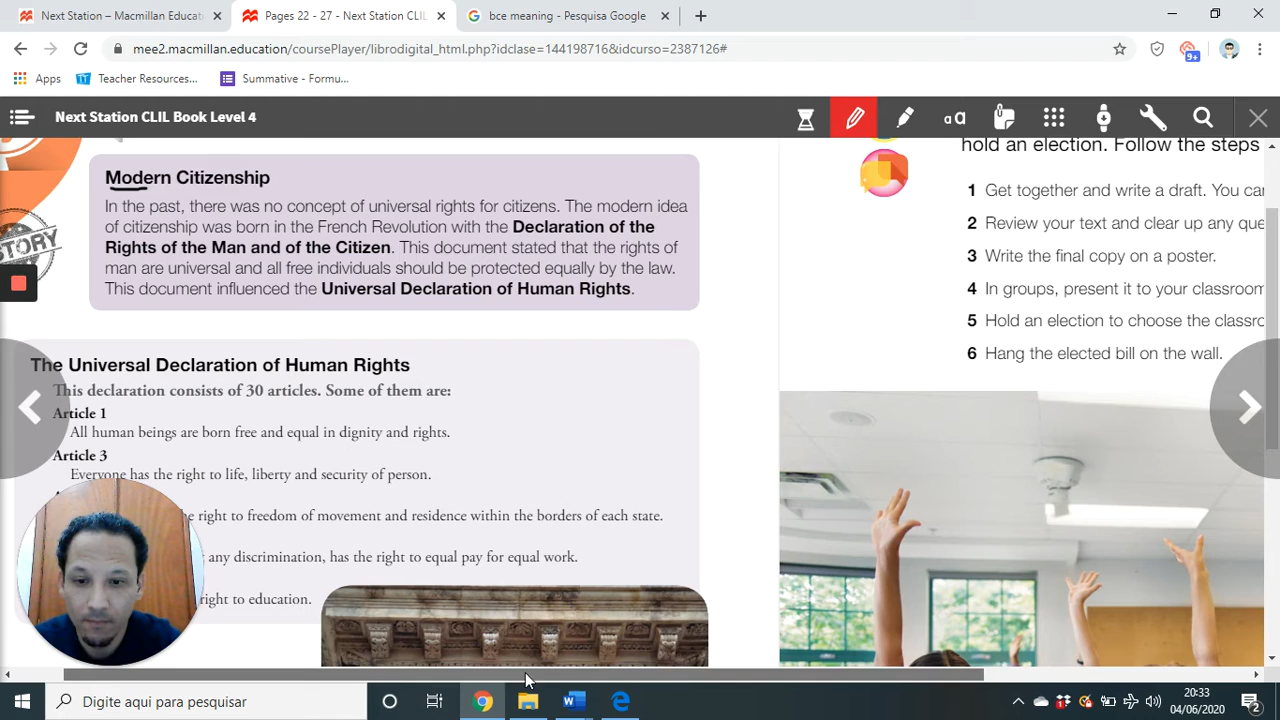 Next Station – Macmillan Educati
Pages 22 - 27 - Next Station CLIL
bce meaning - Pesquisa Google
mee2.macmillan.education/coursePlayer/librodigital_html.php?idclase=144198716&idcurso=2387126#
9+
Apps
Teacher Resources...
Summative - Formu...
Next Station CLIL Book Level 4
aa
STORY
Modern Citizenship
In the past, there was no concept of universal rights for citizens. The modern idea
of citizenship was born in the French Revolution with the Declaration of the
Rights of the Man and of the Citizen. This document stated that the rights of
man are universal and all free individuals should be protected equally by the law.
This document influenced the Universal Declaration of Human Rights.
The Universal Declaration of Human Rights
This declaration consists of 30 articles. Some of them are:
Article 1
All human beings are born free and equal in dignity and rights.
Article 3
Everyone has the right to life, liberty and security of person.
right to freedom of movement and residence within the borders of each state.
any discrimination, has the right to equal pay for equal work.
right to education.
hold an election. Follow the steps
1 Get together and write a draft. You
2 Review your text and clear up any
3 Write the final copy on a poster.
4 In groups, present it to your classroom
5 Hold an election to choose the
6 Hang the elected bill on the wall.
Digite aqui para pesquisar
20:33
04/06/2020
2